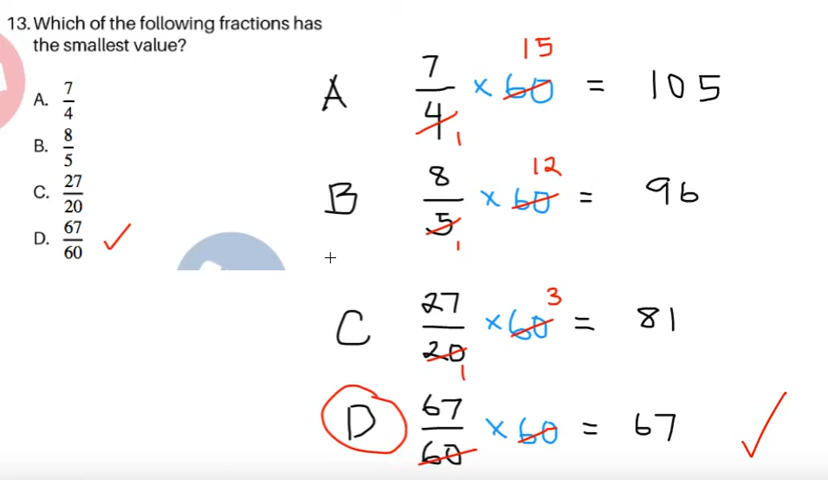 13. Which of the following fractions has
the smallest value?
A. 7/4
B. 8/5
C. 27/20
D. 67/60 ✓
A 7/4 × 60 = 105
15
1
B 8/5 × 60 = 96
12
1
C 27/20 × 60 = 81
3
1
D 67/60 × 60 = 67 ✓